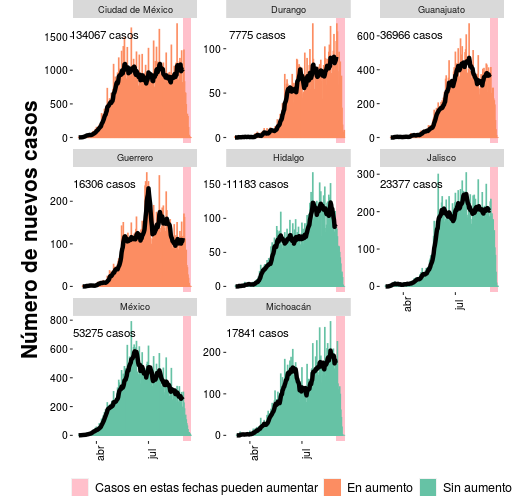 Número de nuevos casos
Ciudad de México
134067 casos
1500
1000
500
0
Durango
7775 casos
100
50
0
Guanajuato
36966 casos
600
400
200
0
Guerrero
16306 casos
200
100
0
Hidalgo
11183 casos
150
100
50
0
Jalisco
23377 casos
300
200
100
0
abr jul
México
53275 casos
800
600
400
200
0
abr jul
Michoacán
17841 casos
200
100
0
abr jul
Casos en estas fechas pueden aumentar En aumento Sin aumento